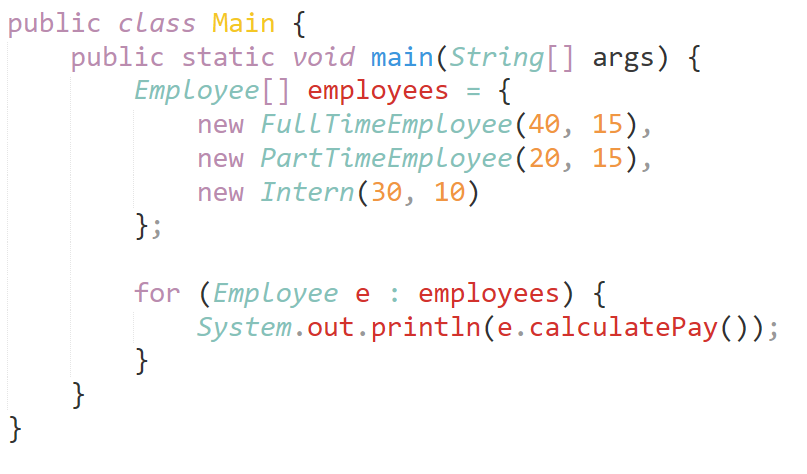 public class Main {
    public static void main(String[] args) {
        Employee[] employees = {
            new FullTimeEmployee(40, 15),
            new PartTimeEmployee(20, 15),
            new Intern(30, 10)
        };

        for (Employee e : employees) {
            System.out.println(e.calculatePay());
        }
    }
}